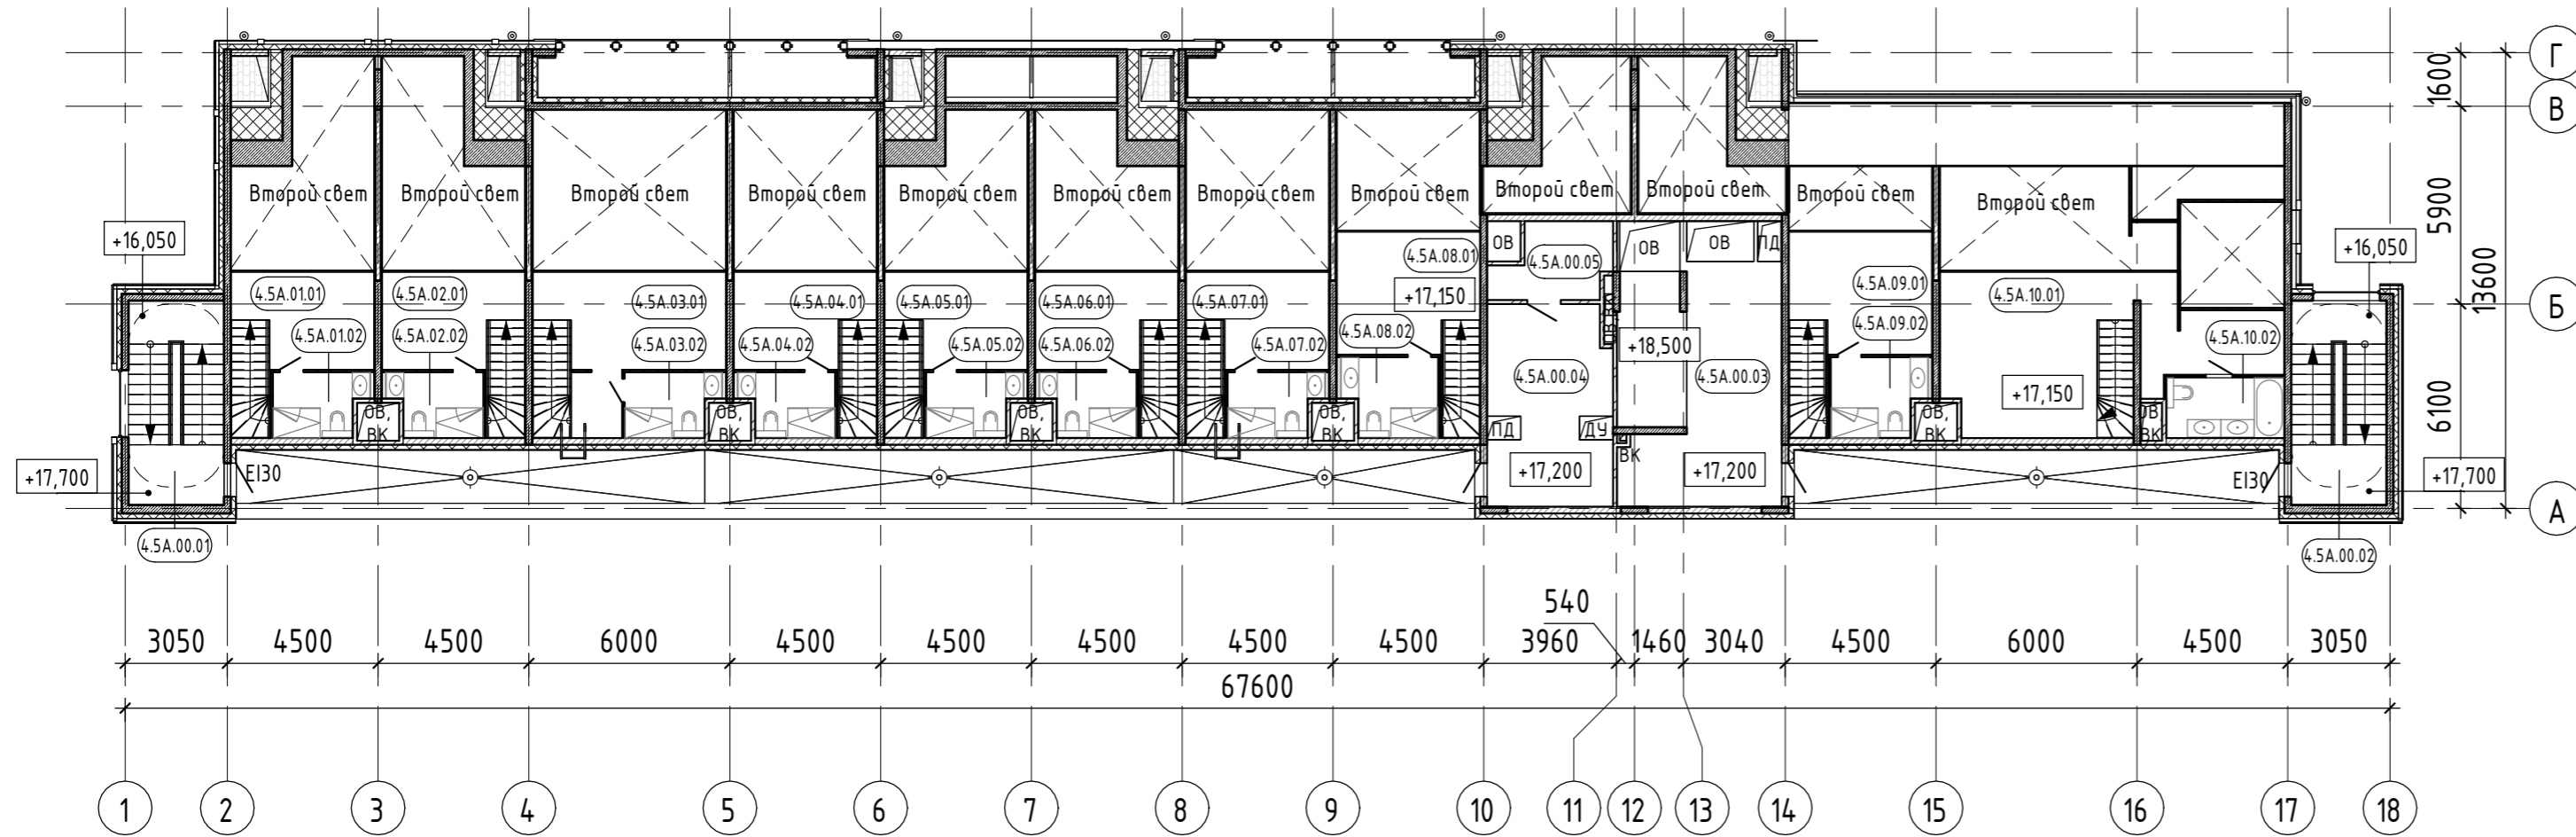 Г
1600
В
Второй свет Второй свет Второй свет Второй свет Второй свет Второй свет Второй свет Второй свет Второй свет Второй свет Второй свет Второй свет
5900
13600
+16,050
ОВ
ОВ
ОВ
ПД
+16,050
4.5А.08.01
4.5А.00.05
4.5А.01.01
4.5А.02.01
4.5А.03.01
4.5А.04.01
4.5А.05.01
4.5А.06.01
4.5А.07.01
+17,150
4.5А.09.01
4.5А.10.01
Б
ОВ ВК
4.5А.01.02
4.5А.02.02
4.5А.03.02
4.5А.04.02
4.5А.05.02
4.5А.06.02
4.5А.07.02
4.5А.08.02
+18,500
4.5А.09.02
4.5А.10.02
4.5А.00.04
4.5А.00.03
+17,150
6100
ОВ,
ВК
ОВ,
ВК
ОВ,
ВК
ОВ,
ВК
ПД
ДУ
ВК
ОВ,
ВК
ОВ
ВК
+17,700
EI30
+17,200
+17,200
EI30
+17,700
А
4.5А.00.01
4.5А.00.02
540
3050 4500 4500 6000 4500 4500 4500 4500 4500 3960 1460 3040 4500 6000 4500 3050
67600
1 2 3 4 5 6 7 8 9 10 11 12 13 14 15 16 17 18